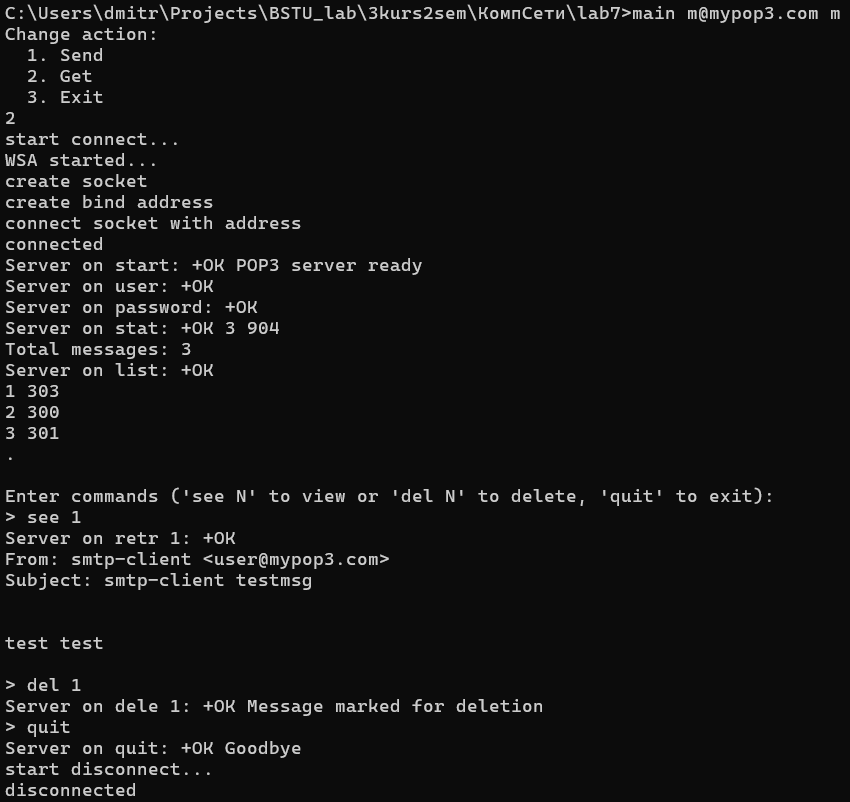 C:\Users\dmitr\Projects\BSTU_lab\3kurs2sem\КомпСети\lab7>main m@mypop3.com m
Change action:
  1. Send
  2. Get
  3. Exit
2
start connect...
WSA started...
create socket
create bind address
connect socket with address
connected
Server on start: +OK POP3 server ready
Server on user: +OK
Server on password: +OK
Server on stat: +OK 3 904
Total messages: 3
Server on list: +OK
1 303
2 300
3 301
.

Enter commands ('see N' to view or 'del N' to delete, 'quit' to exit):
> see 1
Server on retr 1: +OK
From: smtp-client <user@mypop3.com>
Subject: smtp-client testmsg


test test

> del 1
Server on dele 1: +OK Message marked for deletion
> quit
Server on quit: +OK Goodbye
start disconnect...
disconnected